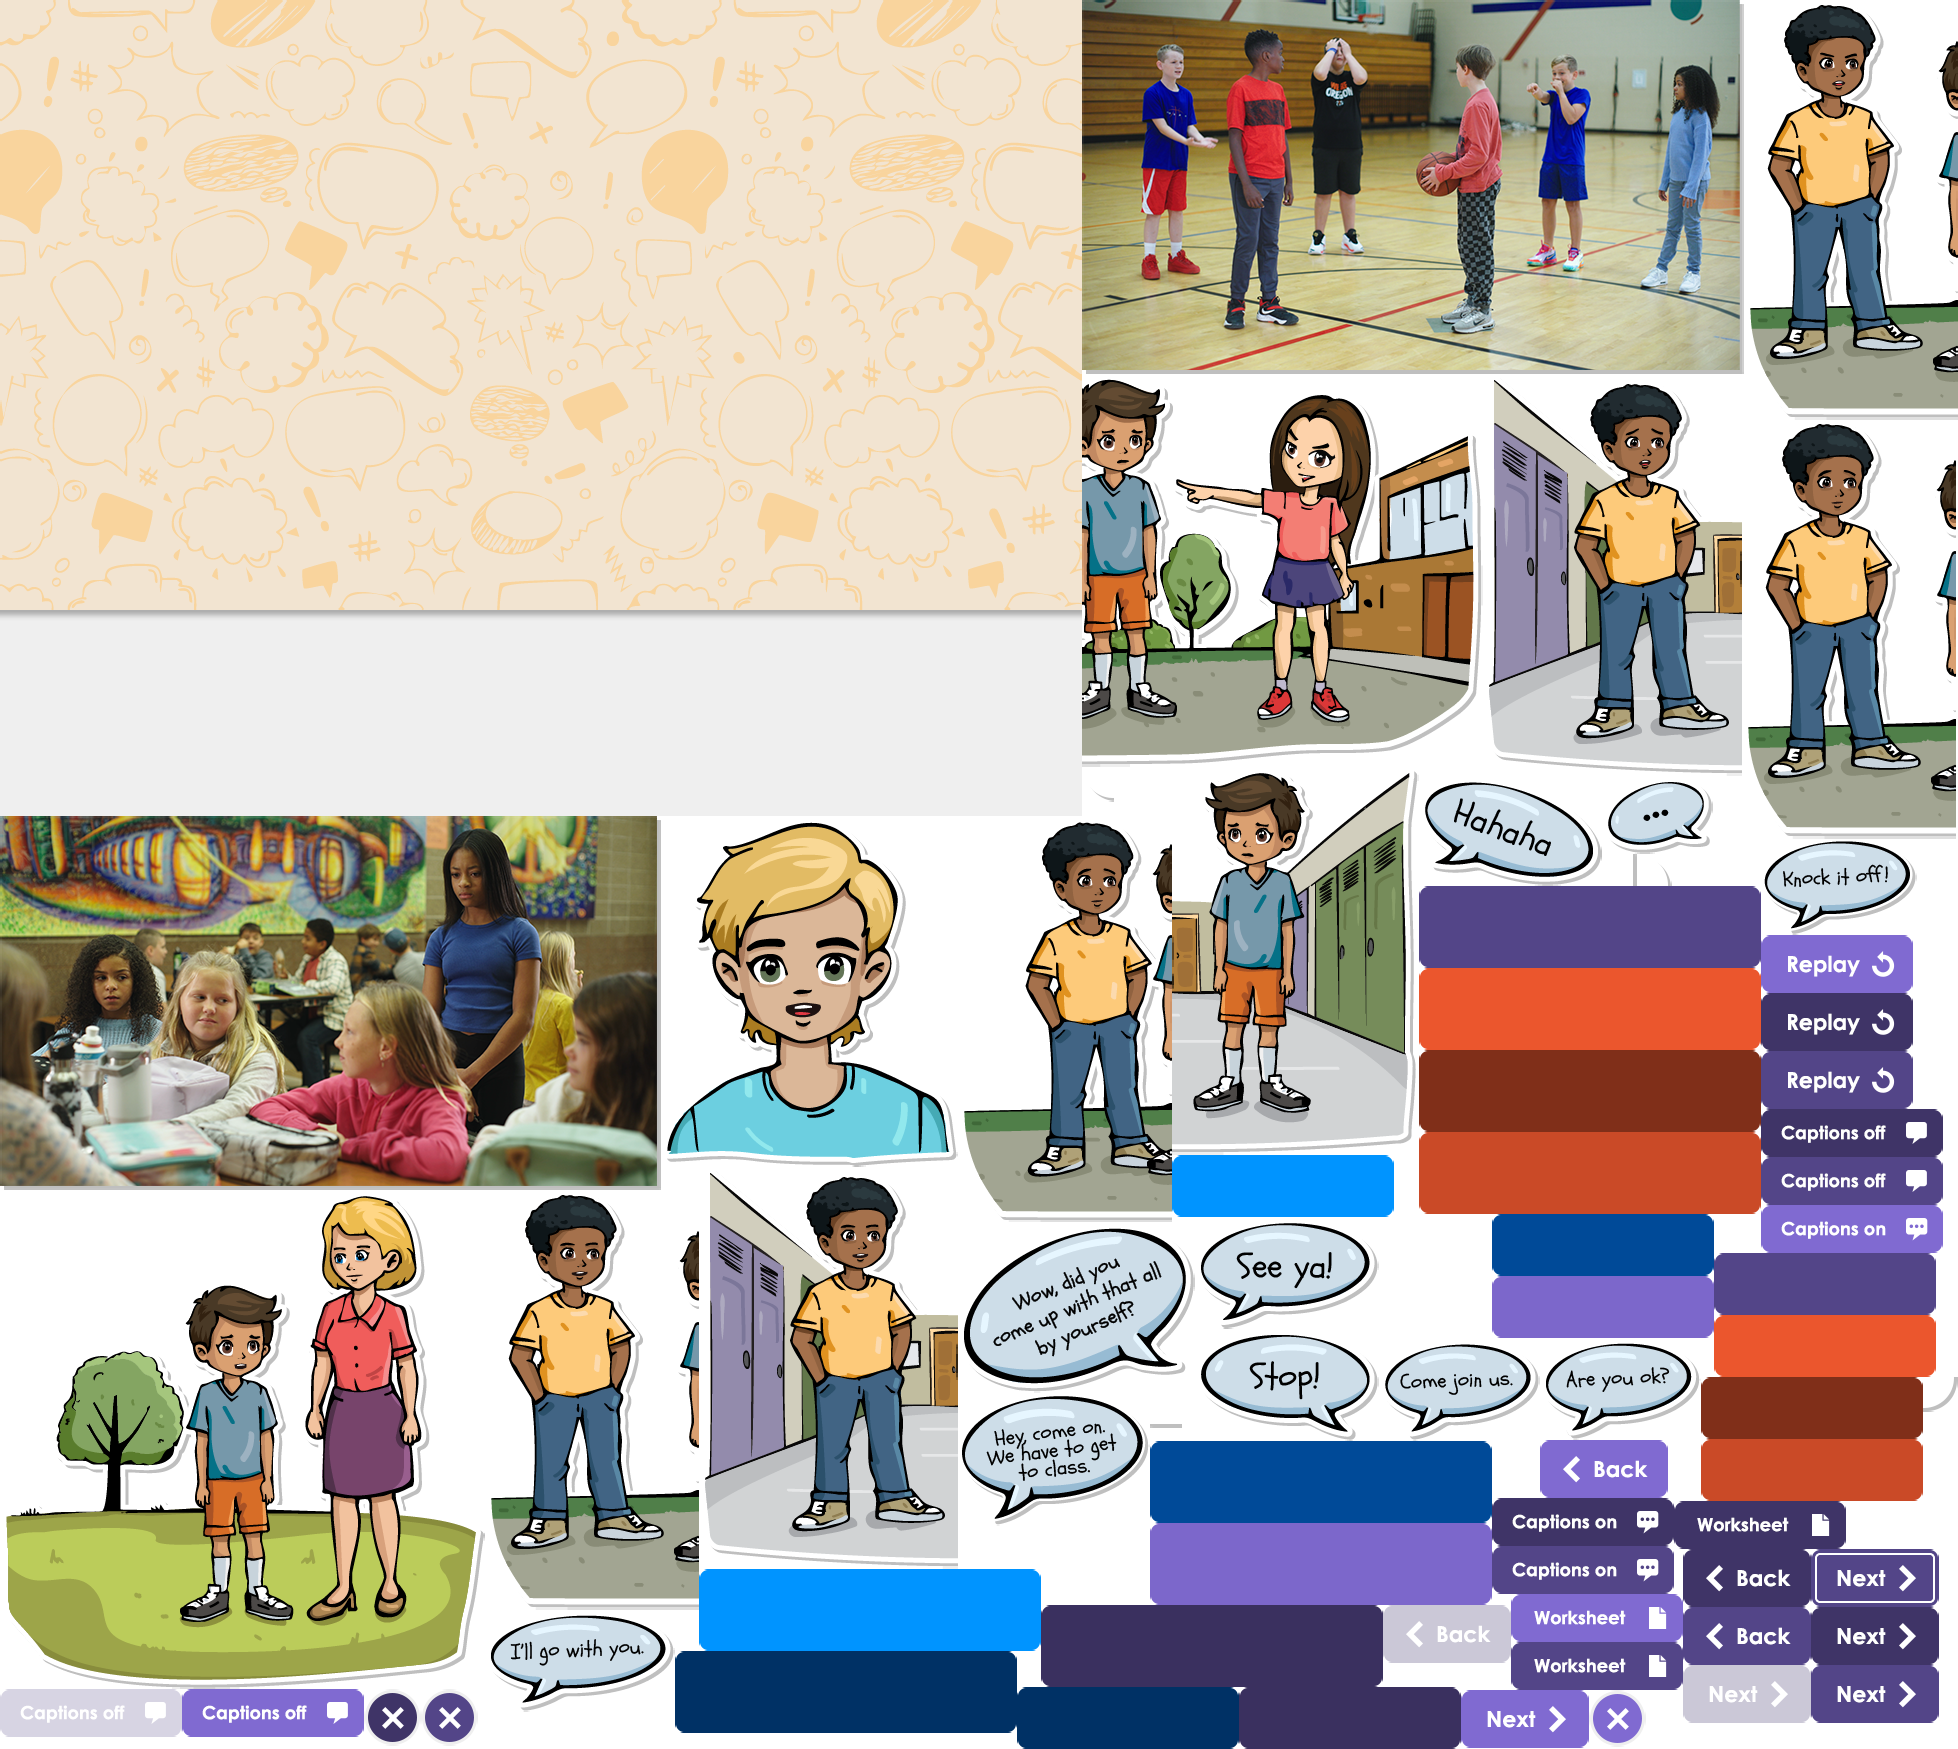 OREGON
Hahaha
...
Knock it off!
Replay
Replay
Replay
Captions off
Captions off
Captions on
Wow, did you
come up with that all
by yourself?
See ya!
Stop!
Come join us.
Are you ok?
Hey, come on.
We have to get
to class.
Back
Captions on
Worksheet
Captions on
Back
Next
Worksheet
Back
Back
Next
Worksheet
I'll go with you.
Next
Next
Captions off
Captions off
Next